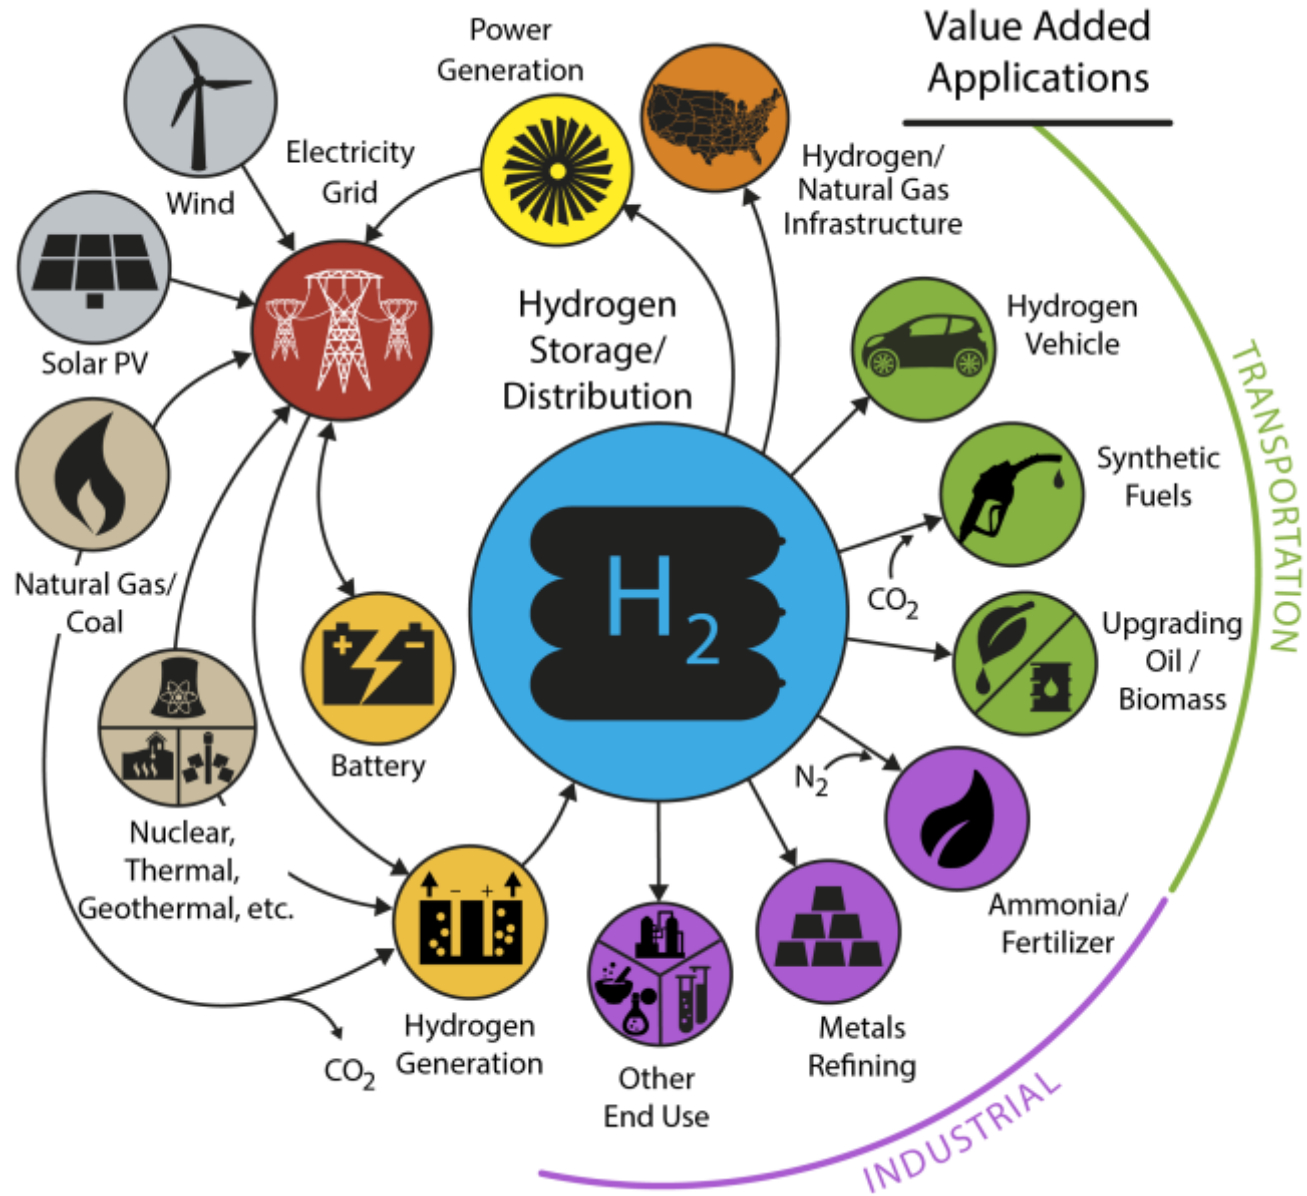 Value Added
Applications
Power
Generation
Hydrogen/
Natural Gas
Infrastructure
Electricity
Grid
Wind
Solar PV
Hydrogen
Storage/
Distribution
Hydrogen
Vehicle
TRANSPORTATION
Synthetic
Fuels
CO2
H2
Natural Gas/
Coal
Upgrading
Oil /
Biomass
+ −
Battery
N2
Nuclear,
Thermal,
Geothermal, etc.
Ammonia/
Fertilizer
− +
Hydrogen
Generation
CO2
Metals
Refining
Other
End Use
INDUSTRIAL